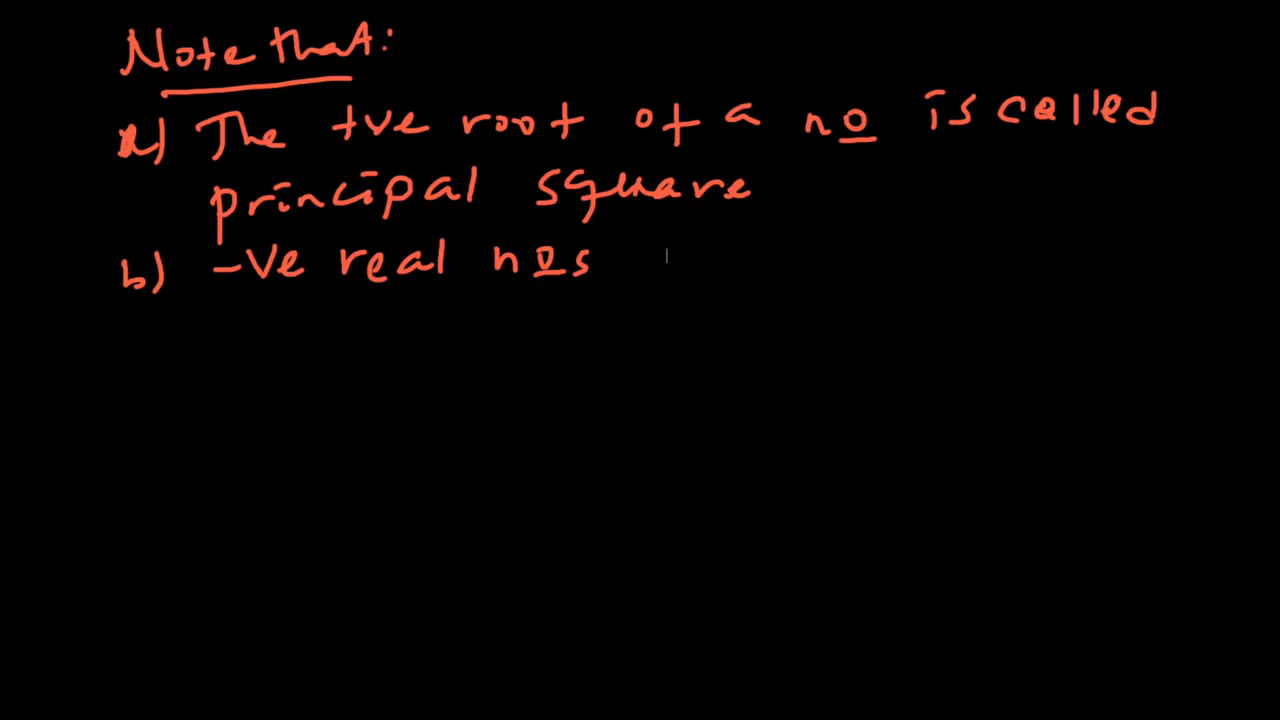 Note that:
a) The +ve root of a no is called
principal square
b) -ve real nos